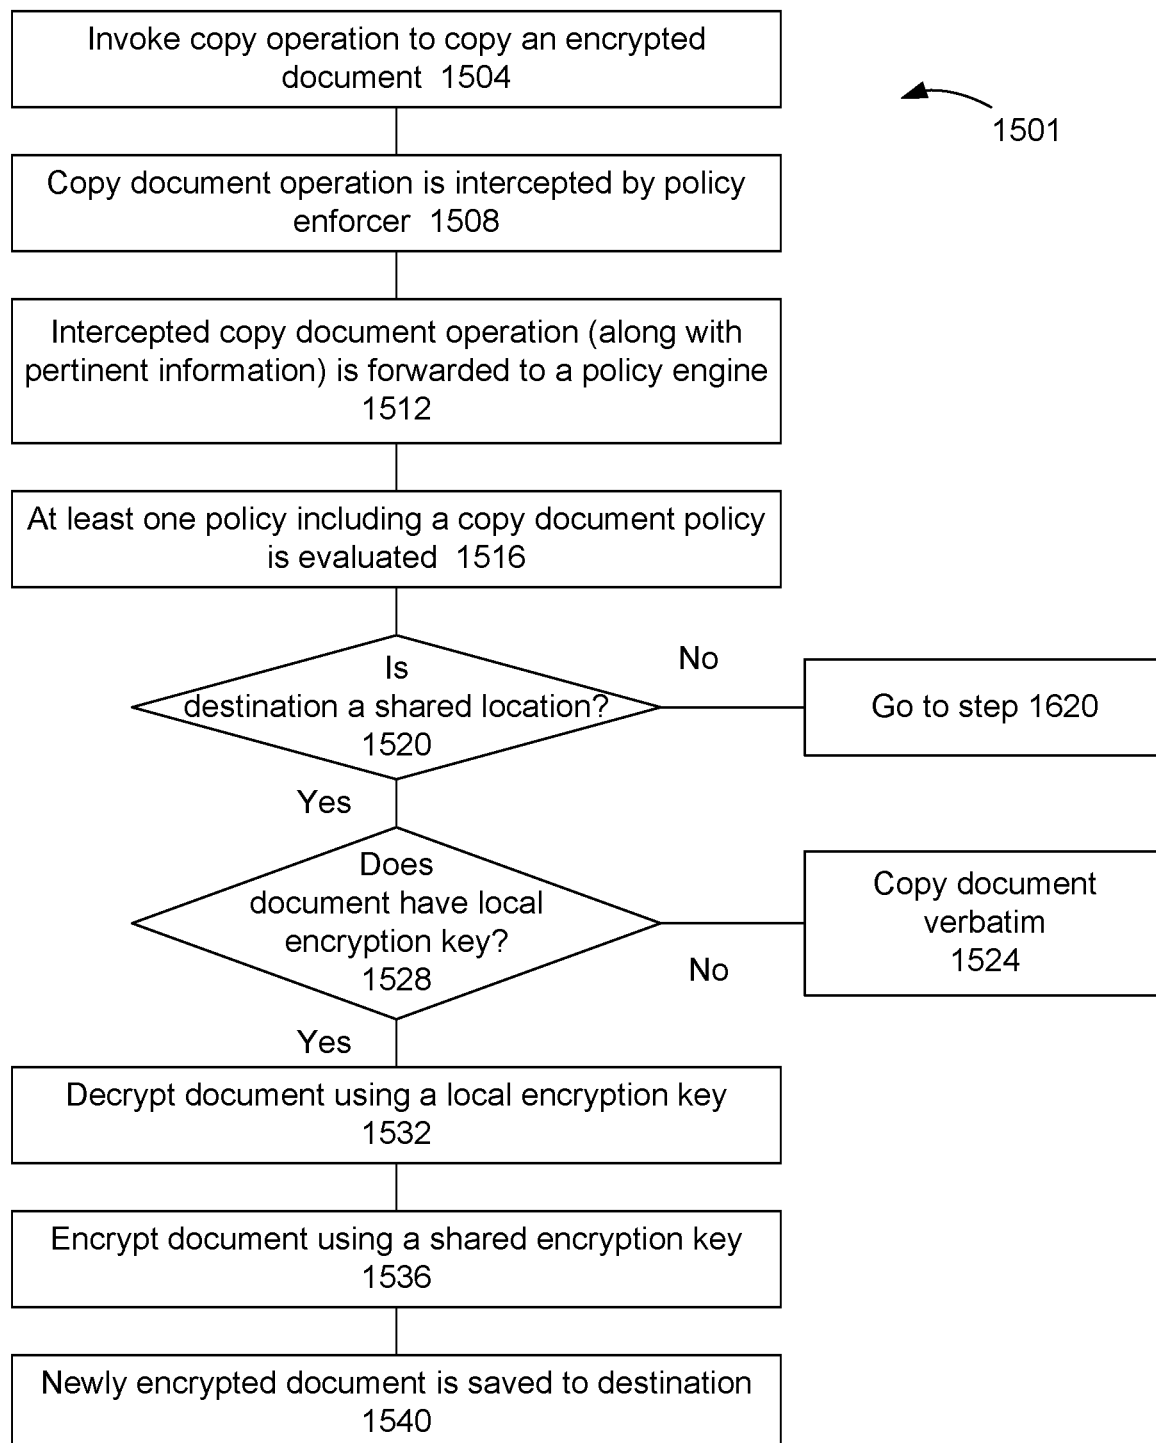 Invoke copy operation to copy an encrypted
document 1504
1501
Copy document operation is intercepted by policy
enforcer 1508
Intercepted copy document operation (along with
pertinent information) is forwarded to a policy engine
1512
At least one policy including a copy document policy
is evaluated 1516
Is
destination a shared location?
1520
No
Go to step 1620
Yes
Does
document have local
encryption key?
1528
No
Copy document
verbatim
1524
Yes
Decrypt document using a local encryption key
1532
Encrypt document using a shared encryption key
1536
Newly encrypted document is saved to destination
1540